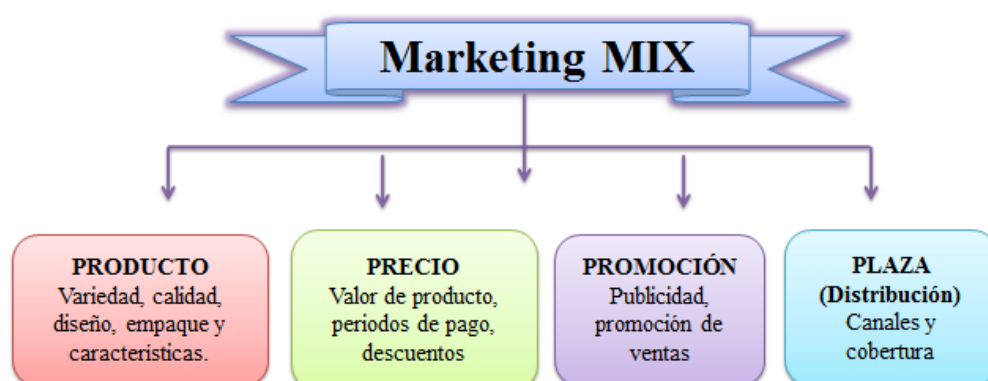 Marketing MIX
PRODUCTO
Variedad, calidad,
diseño, empaque y
características.
PRECIO
Valor de producto,
periodos de pago,
descuentos
PROMOCIÓN
Publicidad,
promoción de
ventas
PLAZA
(Distribución)
Canales y
cobertura